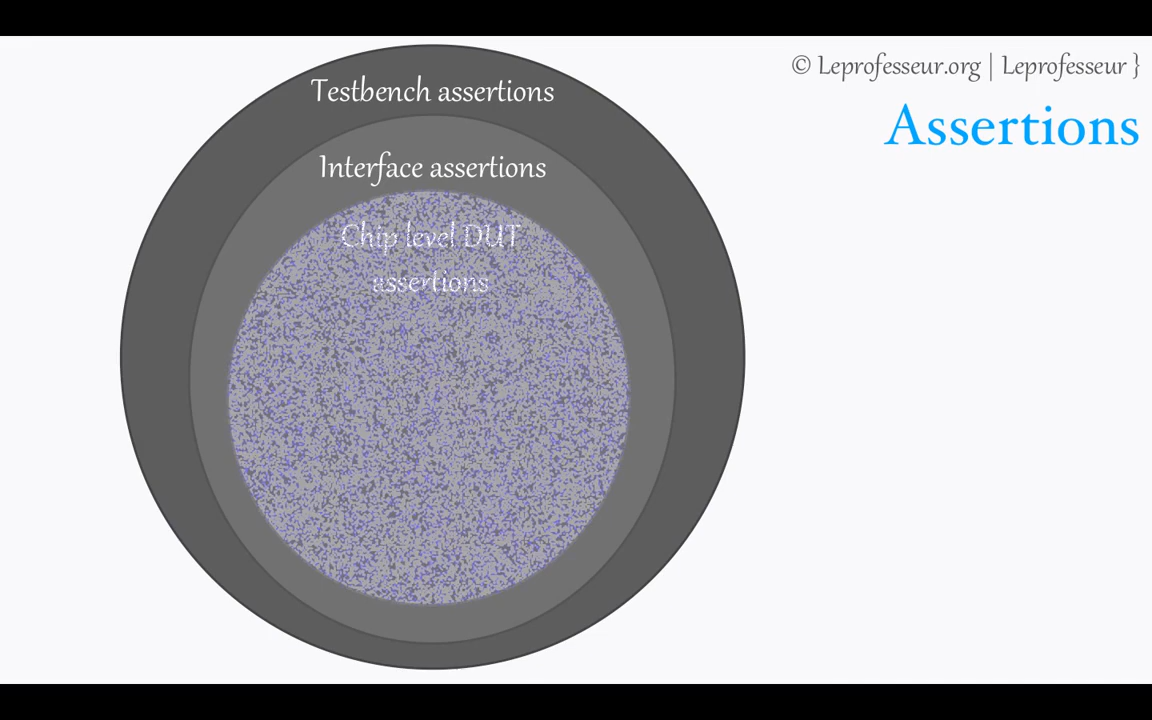 © Leprofesseur.org | Leprofesseur }
Assertions
Testbench assertions
Interface assertions
Chip level DUT
assertions